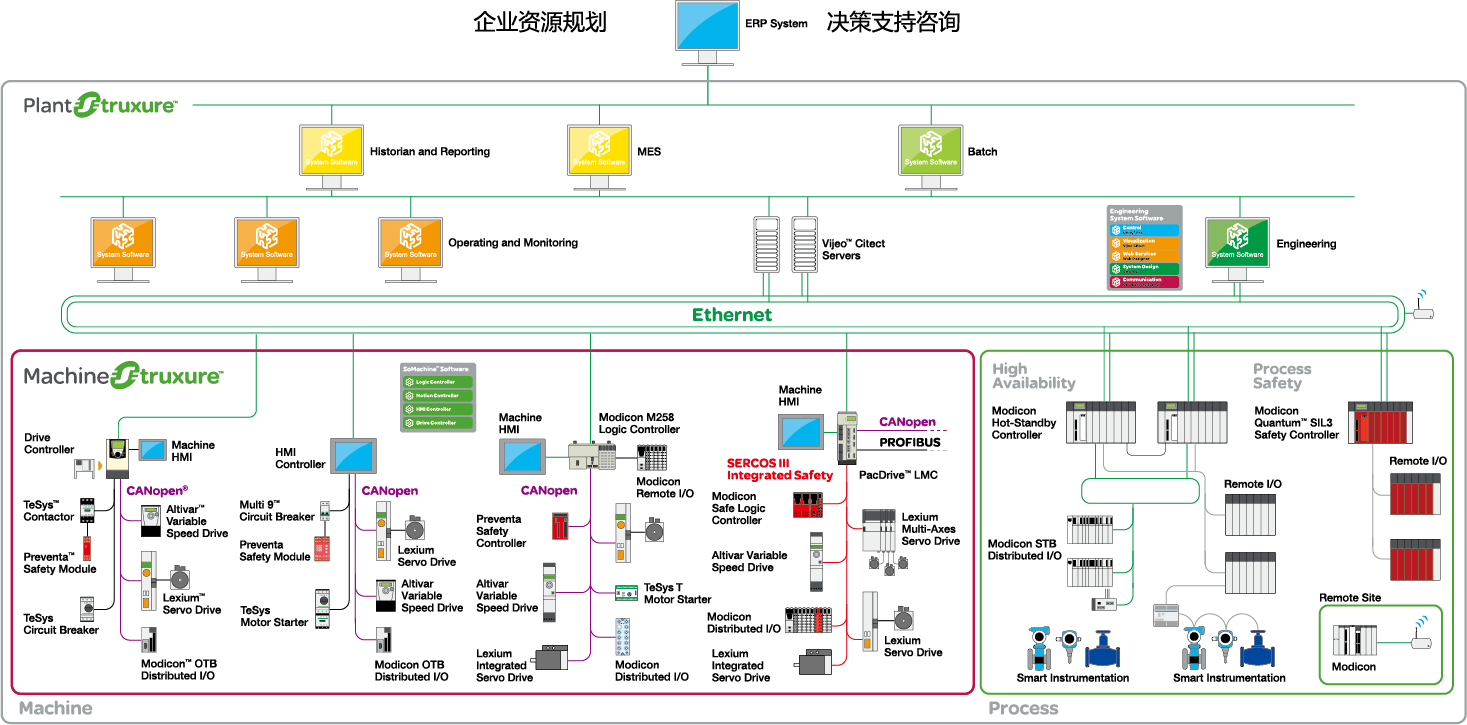 企业资源规划
ERP System
决策支持咨询
PlantStruxure™
System Software
Historian and Reporting
System Software
MES
System Software
Batch
System Software
System Software
System Software
Operating and Monitoring
Vijeo™ Citect
Servers
Engineering
System Software
Control
Visualization
Vijeo Citect
Web Services
Web Designer
System Design
Communication
System Software
Engineering
Ethernet
MachineStruxure™
SoMachine™ Software
Logic Controller
Motion Controller
HMI Controller
Drive Controller
Drive
Controller
Machine
HMI
CANopen®
TeSys™
Contactor
Altivar™
Variable
Speed Drive
Preventa™
Safety Module
Lexium™
Servo Drive
TeSys
Circuit Breaker
Modicon™ OTB
Distributed I/O
HMI
Controller
CANopen
Multi 9™
Circuit Breaker
Preventa
Safety Module
Lexium
Servo Drive
Altivar
Variable
Speed Drive
TeSys
Motor Starter
Modicon OTB
Distributed I/O
Machine
HMI
Modicon M258
Logic Controller
Modicon
Remote I/O
CANopen
Preventa
Safety
Controller
Altivar
Variable
Speed Drive
TeSys T
Motor Starter
Lexium
Integrated
Servo Drive
Modicon
Distributed I/O
Machine
HMI
CANopen
PROFIBUS
PacDrive™ LMC
SERCOS III
Integrated Safety
Modicon
Safe Logic
Controller
Lexium
Multi-Axes
Servo Drive
Altivar Variable
Speed Drive
Modicon
Distributed I/O
Lexium
Servo Drive
Lexium
Integrated
Servo Drive
Machine
High
Availability
Modicon
Hot-Standby
Controller
Process
Safety
Modicon
Quantum™ SIL3
Safety Controller
Remote I/O
Remote I/O
Modicon STB
Distributed I/O
Smart Instrumentation
Smart Instrumentation
Remote Site
Modicon
Process